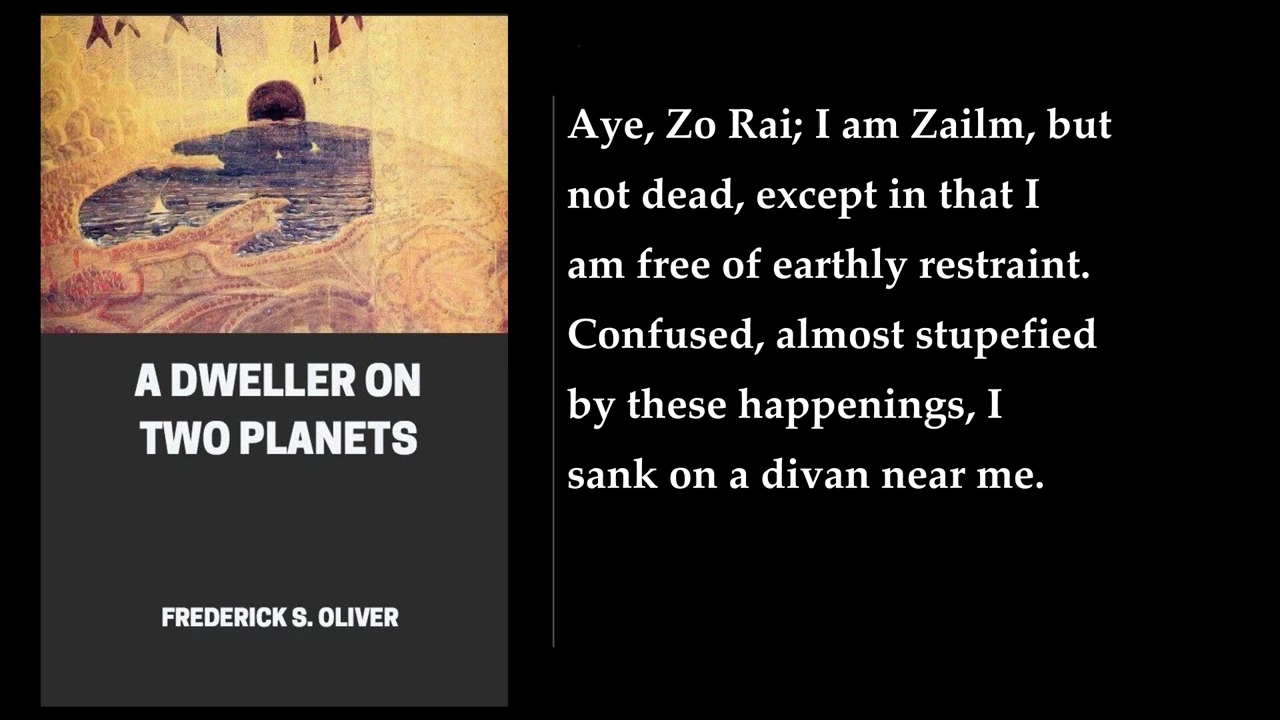 A DWELLER ON
TWO PLANETS
FREDERICK S. OLIVER
Aye, Zo Rai; I am Zailm, but
not dead, except in that I
am free of earthly restraint.
Confused, almost stupefied
by these happenings, I
sank on a divan near me.